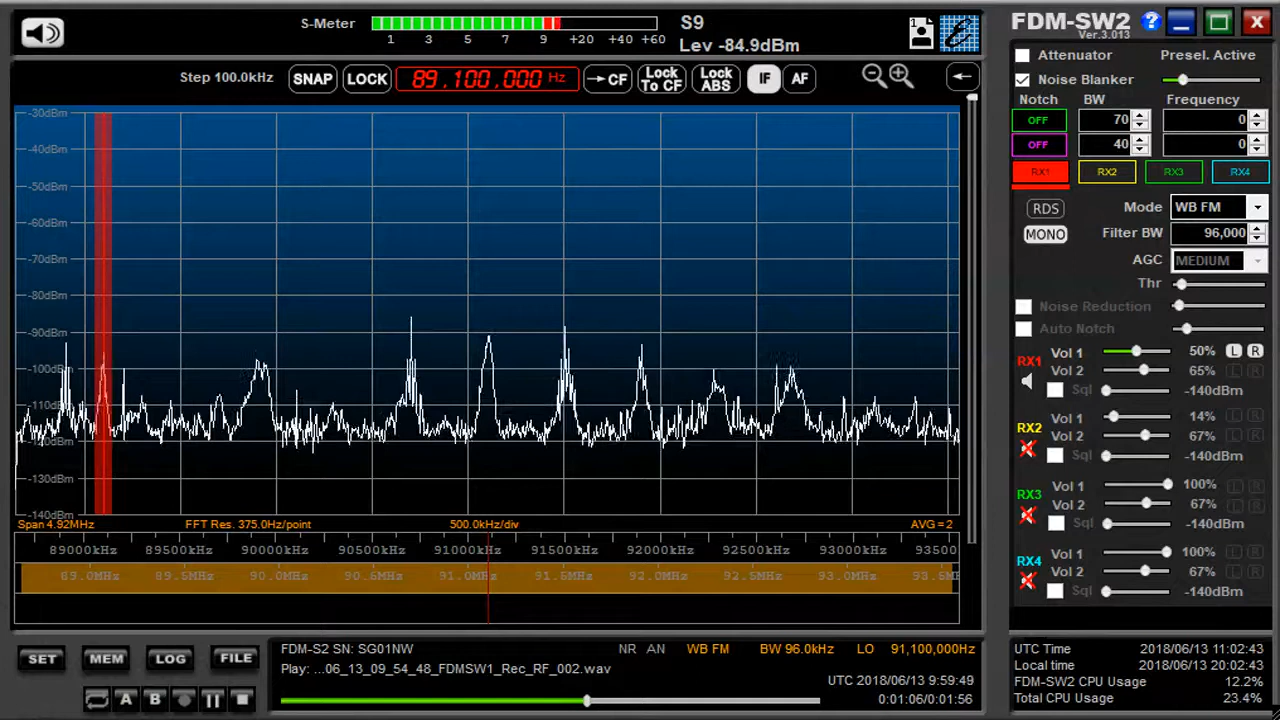 S-Meter
1 3 5 7 9 +20 +40 +60
S9
Lev -84.9dBm
FDM-SW2
Ver.3.013
?
Step 100.0kHz
SNAP
LOCK
89,100,000 Hz
→CF
Lock To CF
Lock ABS
IF
AF
-30dBm
-40dBm
-50dBm
-60dBm
-70dBm
-80dBm
-90dBm
-100dBm
-110dBm
-120dBm
-130dBm
-140dBm
Span 4.92MHz FFT Res. 375.0Hz/point 500.0kHz/div AVG=2
89000kHz 89500kHz 90000kHz 90500kHz 91000kHz 91500kHz 92000kHz 92500kHz 93000kHz 93500
89.0MHz 89.5MHz 90.0MHz 90.5MHz 91.0MHz 91.5MHz 92.0MHz 92.5MHz 93.0MHz 93.5MH
Attenuator Presel. Active
Noise Blanker
Notch BW Frequency
OFF 70 0
OFF 40 0
RX1 RX2 RX3 RX4
RDS Mode WB FM
MONO Filter BW 96,000
AGC MEDIUM
Thr
Noise Reduction
Auto Notch
RX1
Vol 1 50% L R
Vol 2 65% L R
Sql -140dBm
RX2
Vol 1 14% L R
Vol 2 67% L R
Sql -140dBm
RX3
Vol 1 100% L R
Vol 2 67% L R
Sql -140dBm
RX4
Vol 1 100% L R
Vol 2 67% L R
Sql -140dBm
SET MEM LOG FILE
A B
FDM-S2 SN: SG01NW NR AN WB FM BW 96.0kHz LO 91,100,000Hz
Play: ...06_13_09_54_48_FDMSW1_Rec_RF_002.wav
UTC 2018/06/13 9:59:49
0:01:06/0:01:56
UTC Time 2018/06/13 11:02:43
Local time 2018/06/13 20:02:43
FDM-SW2 CPU Usage 12.2%
Total CPU Usage 23.4%